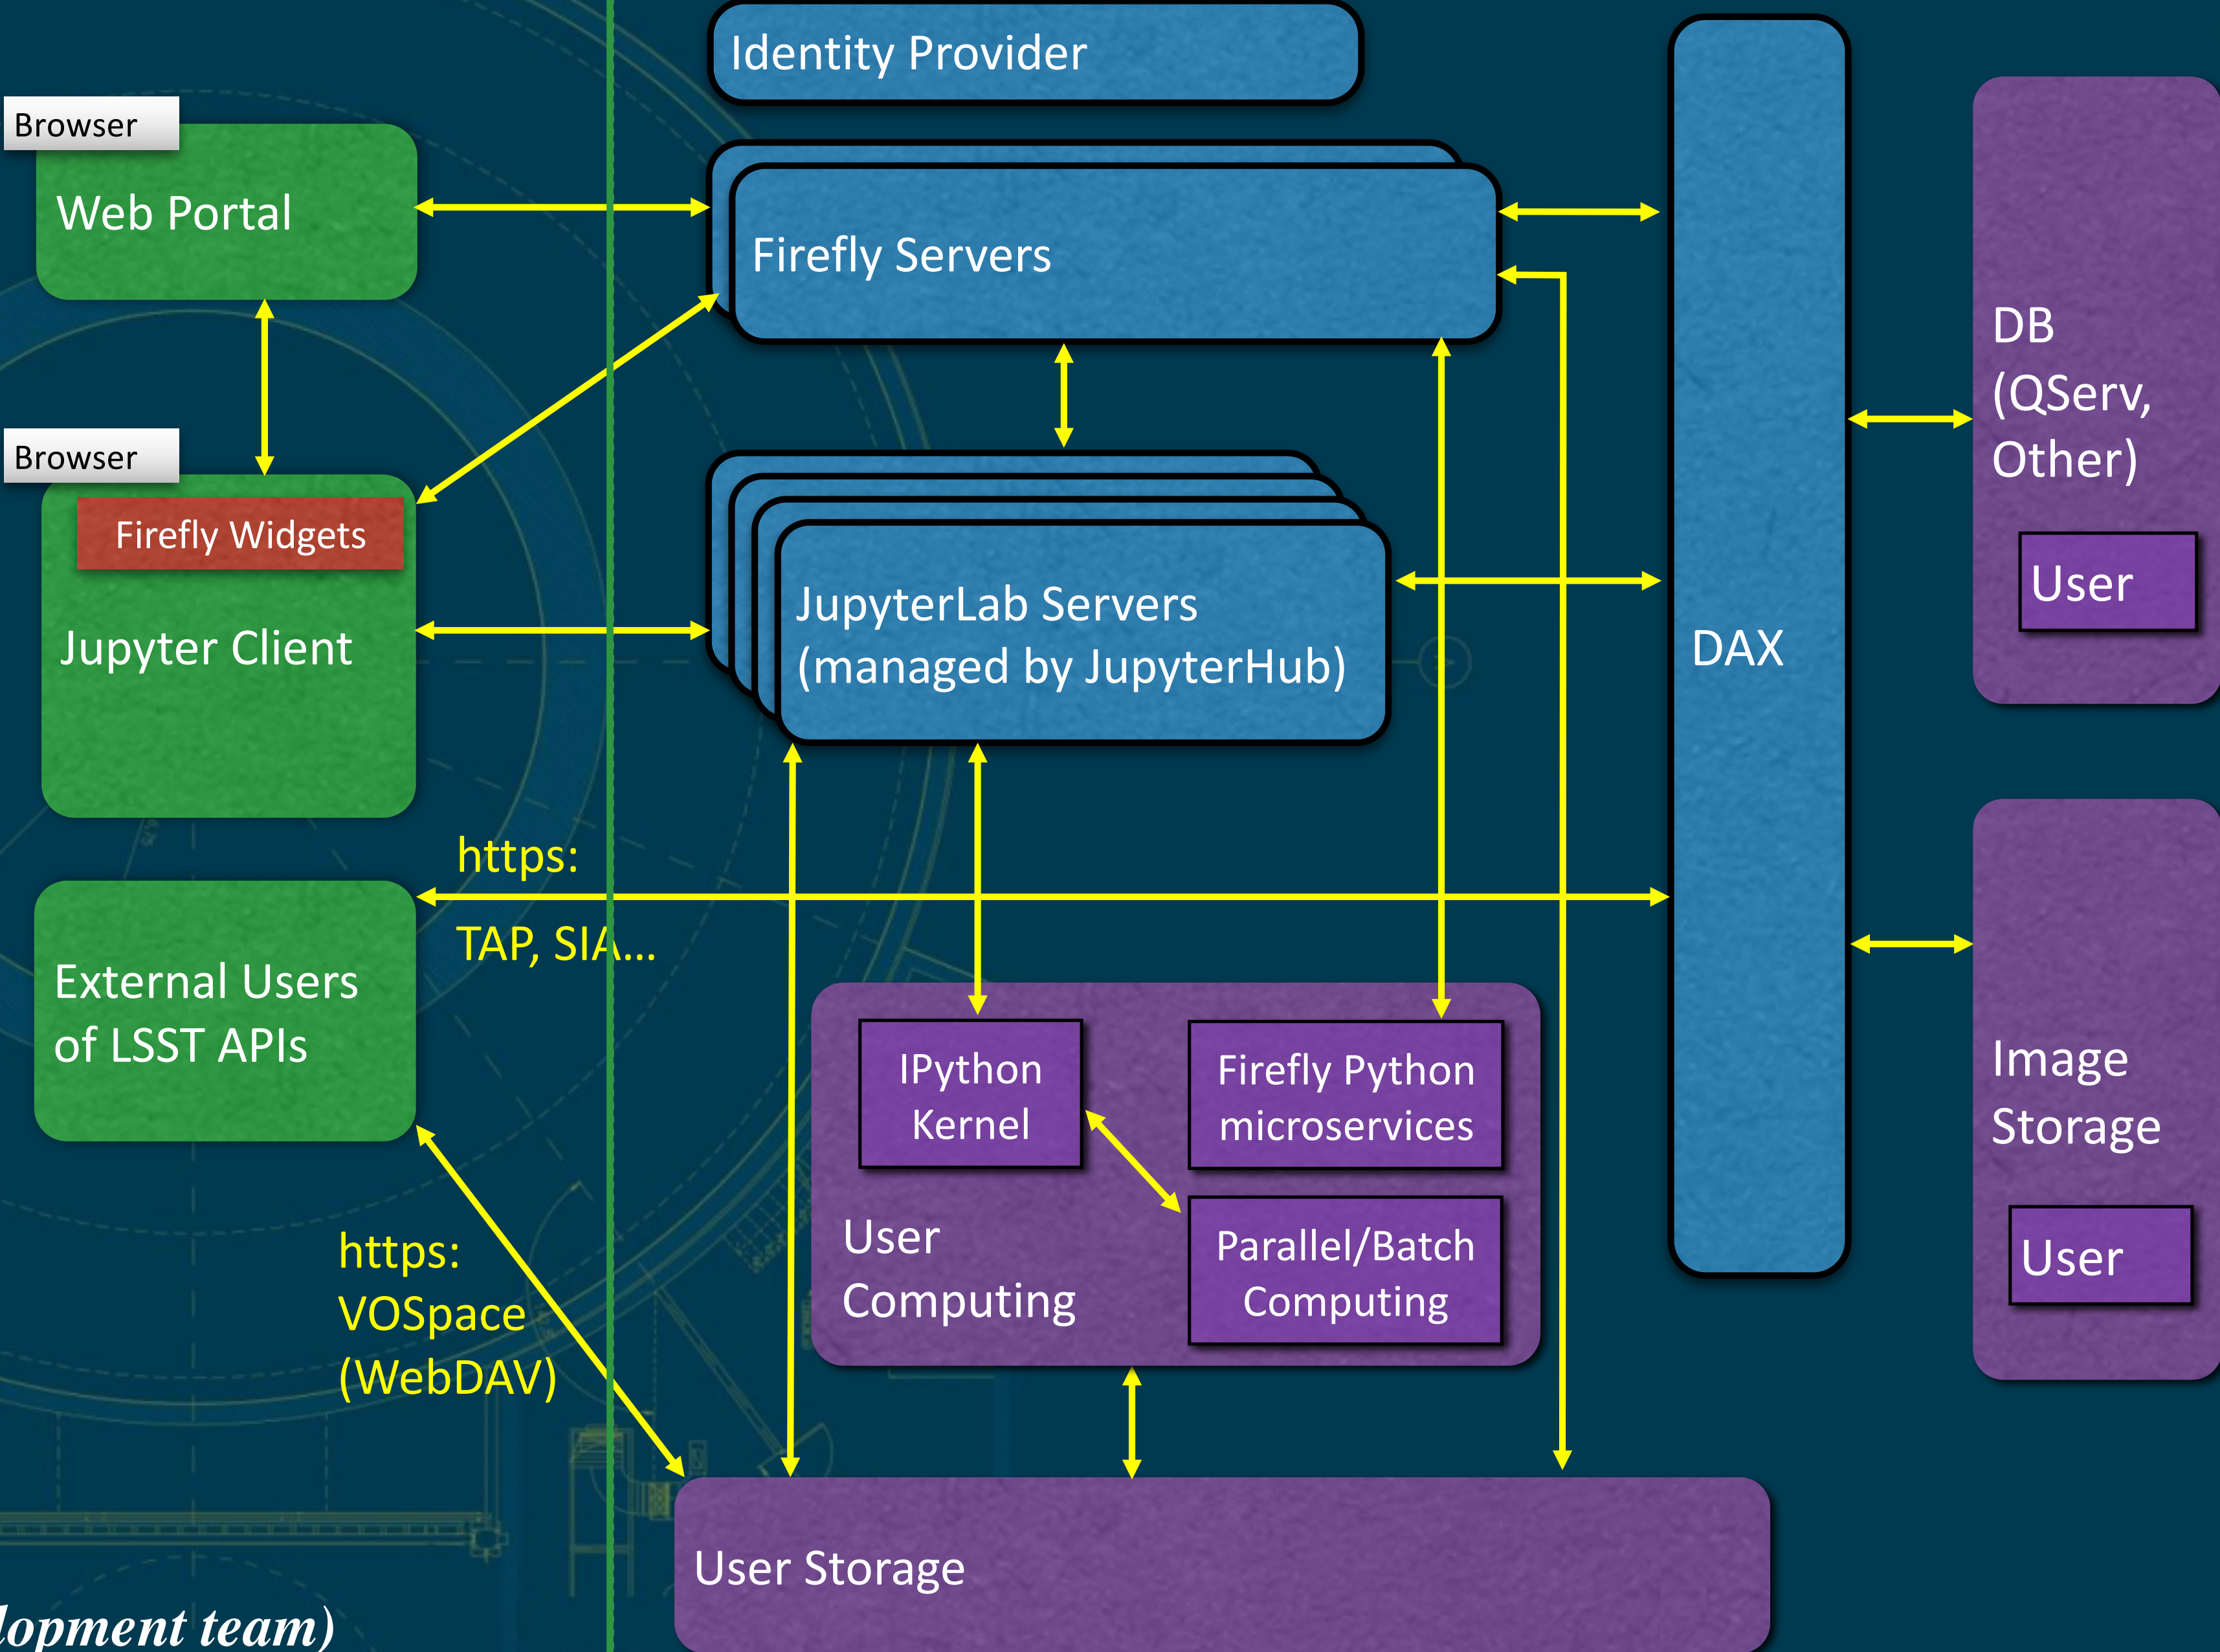 Identity Provider
Browser
Web Portal
Firefly Servers
Browser
Firefly Widgets
Jupyter Client
JupyterLab Servers
(managed by JupyterHub)
DAX
DB
(QServ,
Other)
User
https:
TAP, SIA...
External Users
of LSST APIs
IPython
Kernel
Firefly Python
microservices
User
Computing
Parallel/Batch
Computing
Image
Storage
User
https:
VOSpace
(WebDAV)
User Storage
lopment team)